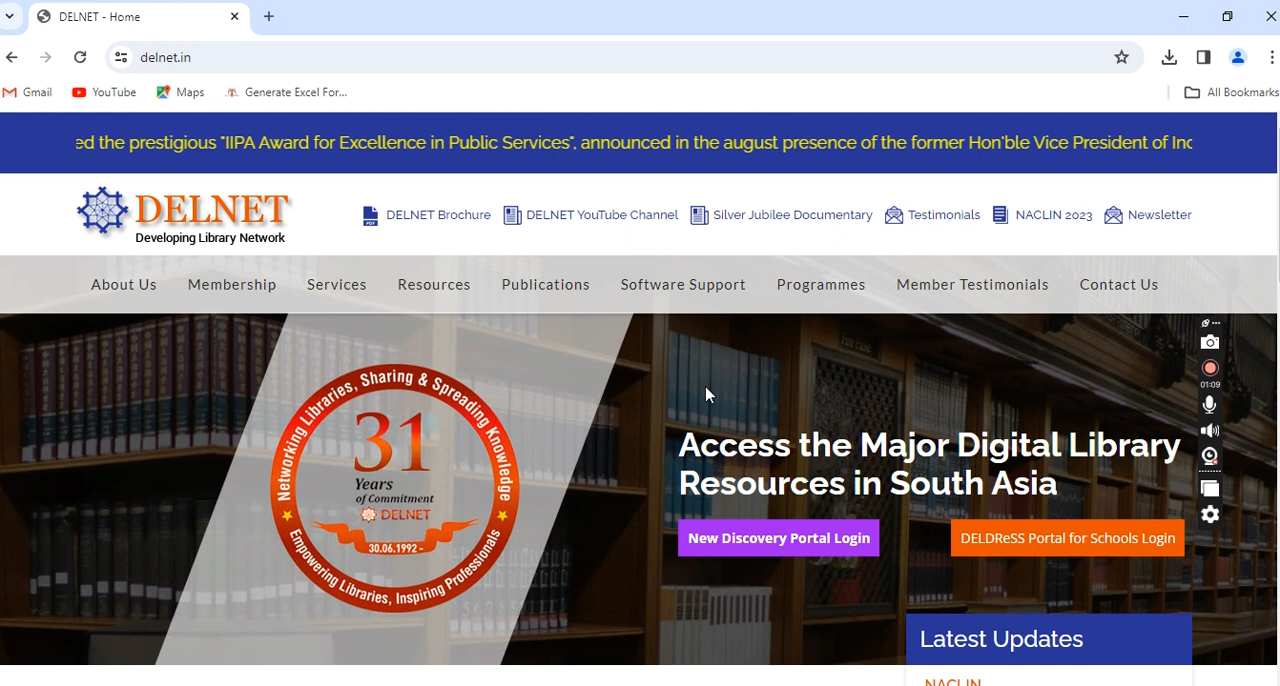 DELNET - Home
delnet.in
Gmail YouTube Maps Generate Excel For... All Bookmarks
ed the prestigious "IIPA Award for Excellence in Public Services", announced in the august presence of the former Hon'ble Vice President of Inc
DELNET
Developing Library Network
DELNET Brochure DELNET YouTube Channel Silver Jubilee Documentary Testimonials NACLIN 2023 Newsletter
About Us Membership Services Resources Publications Software Support Programmes Member Testimonials Contact Us
Networking Libraries, Sharing & Spreading Knowledge
31
Years
of Commitment
DELNET
30.06.1992 -
Empowering Libraries, Inspiring Professionals
01:09
Access the Major Digital Library
Resources in South Asia
New Discovery Portal Login DELDReSS Portal for Schools Login
Latest Updates
NACLIN